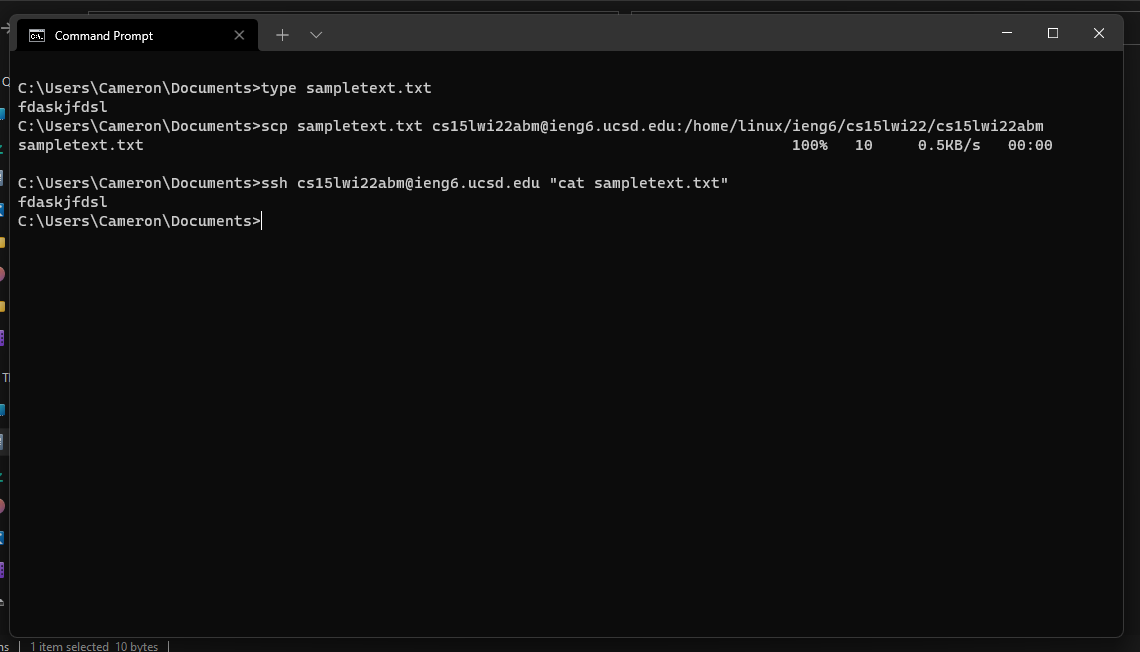 Command Prompt
C:\Users\Cameron\Documents>type sampletext.txt
fdaskjfdsl
C:\Users\Cameron\Documents>scp sampletext.txt cs15lwi22abm@ieng6.ucsd.edu:/home/linux/ieng6/cs15lwi22/cs15lwi22abm
sampletext.txt 100% 10 0.5KB/s 00:00
C:\Users\Cameron\Documents>ssh cs15lwi22abm@ieng6.ucsd.edu "cat sampletext.txt"
fdaskjfdsl
C:\Users\Cameron\Documents>
1 item selected 10 bytes